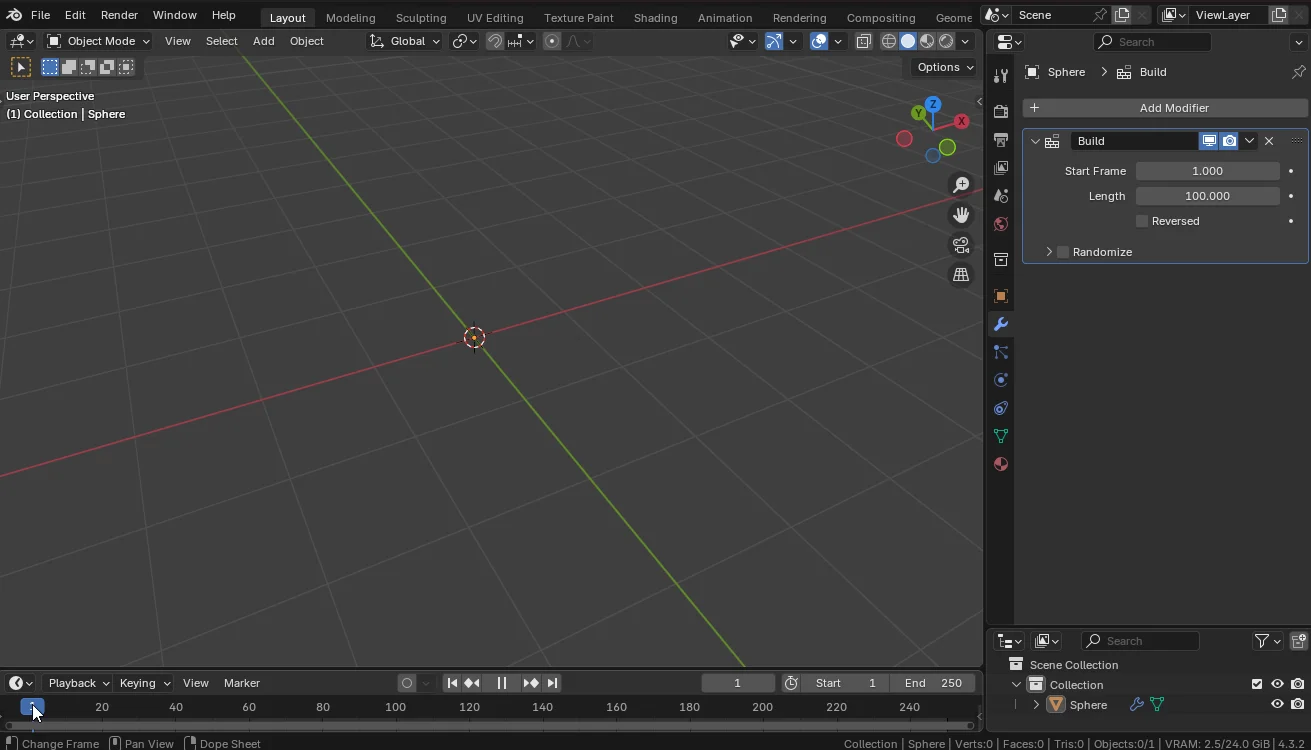 File Edit Render Window Help Layout Modeling Sculpting UV Editing Texture Paint Shading Animation Rendering Compositing Geome Scene ViewLayer
Object Mode View Select Add Object Global Search
Options
User Perspective
(1) Collection | Sphere
Z
Y
X
Sphere Build
Add Modifier
Build
Start Frame 1.000
Length 100.000
Reversed
Randomize
Search
Scene Collection
Collection
Sphere
Playback Keying View Marker 1 Start 1 End 250
20 40 60 80 100 120 140 160 180 200 220 240
Change Frame Pan View Dope Sheet Collection | Sphere | Verts:0 | Faces:0 | Tris:0 | Objects:0/1 | VRAM: 2.5/24.0 GiB | 4.3.2